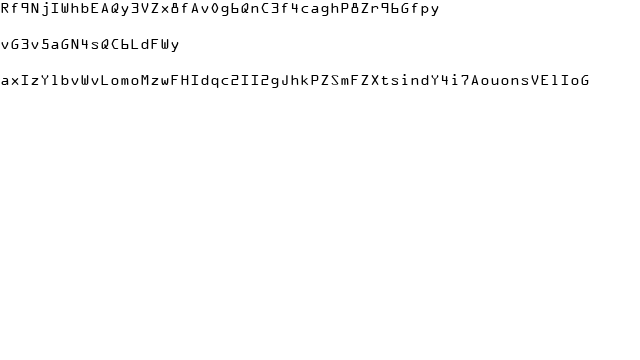 Rf9NjIWhbEAQy3VZx8fAv0g6QnC3f4caghP8Zr96Gfpy
vG3v5aGN4sQC6LdFWy
axIzYlbvWvLomoMzwFHIdqc2II2gJhkPZSmFZXtsindY4i7AouonsVElIoG